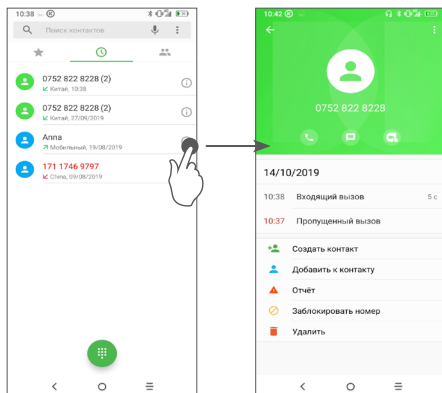 10:38
Поиск контактов
0752 822 8228 (2)
Китай, 10:38
0752 822 8228 (2)
Китай, 27/09/2019
Anna
Мобильный, 19/08/2019
171 1746 9797
China, 09/08/2019
10:42
0752 822 8228
14/10/2019
10:38 Входящий вызов 5 с
10:37 Пропущенный вызов
Создать контакт
Добавить к контакту
Отчёт
Заблокировать номер
Удалить